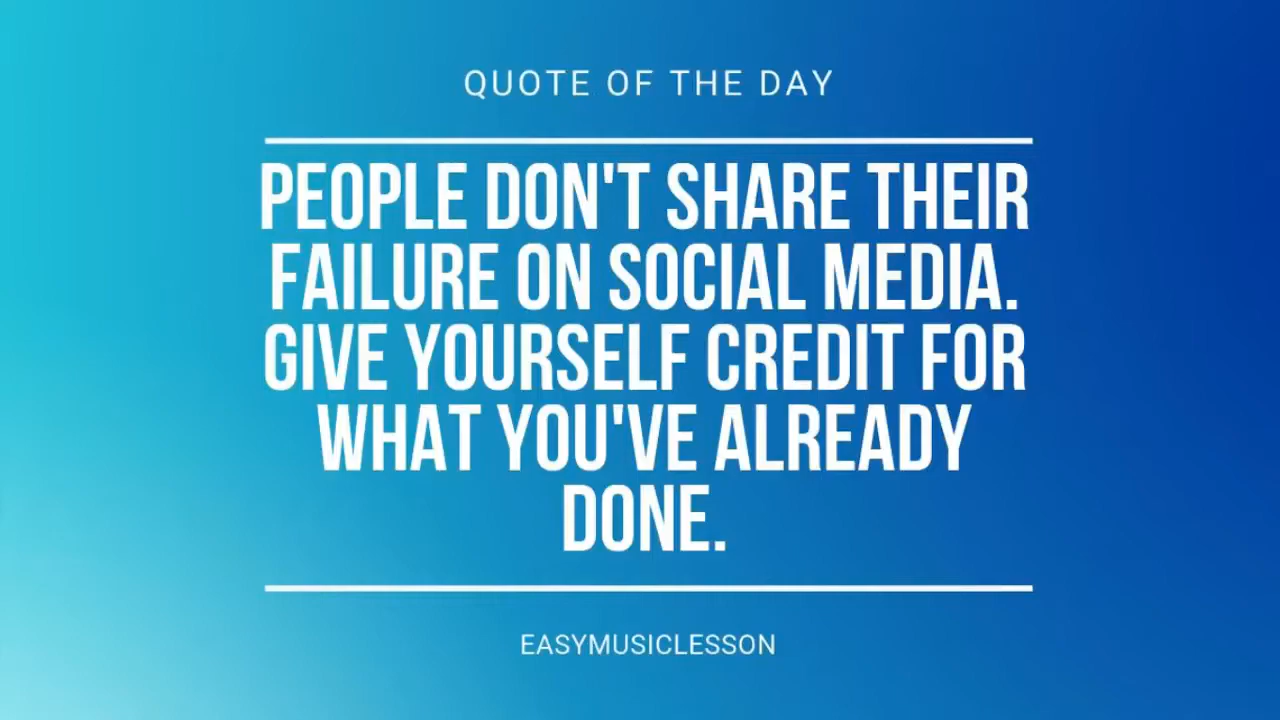 QUOTE OF THE DAY
PEOPLE DON'T SHARE THEIR
FAILURE ON SOCIAL MEDIA.
GIVE YOURSELF CREDIT FOR
WHAT YOU'VE ALREADY
DONE.
EASYMUSICLESSON